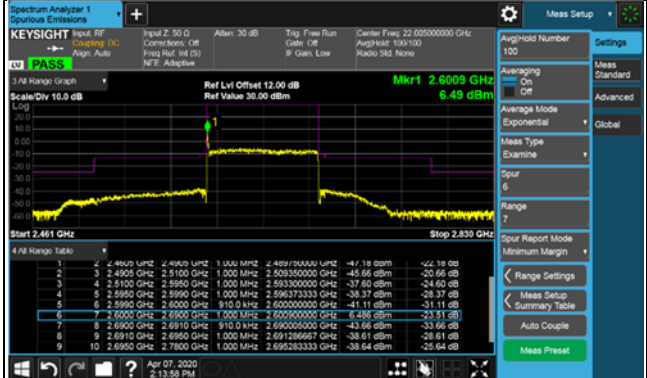 Spectrum Analyzer 1
Spurious Emissions
+
Meas Setup
KEYSIGHT
Input: RF
Coupling: DC
Align: Auto
Input Z: 50 Ω
Corrections: Off
Freq Ref: Int (S)
NFE: Adaptive
Atten: 30 dB
Trig: Free Run
Gate: Off
IF Gain: Low
Center Freq: 22.005000000 GHz
Avg|Hold: 100/100
Radio Std: None
PASS
3 All Range Graph
Scale/Div 10.0 dB
Ref Lvl Offset 12.00 dB
Ref Value 30.00 dBm
Mkr1 2.6009 GHz
6.49 dBm
Log
20.0
10.0
0.00
-10.0
-20.0
-30.0
-40.0
-50.0
-60.0
1
Start 2.461 GHz
Stop 2.830 GHz
4 All Range Table
1 2 2.4605 GHz 2.4905 GHz 1.000 MHz 2.489750000 GHz -47.18 dBm -22.18 dB
2 3 2.4905 GHz 2.5100 GHz 1.000 MHz 2.509350000 GHz -45.66 dBm -20.66 dB
3 4 2.5100 GHz 2.5950 GHz 1.000 MHz 2.593300000 GHz -37.60 dBm -24.60 dB
4 5 2.5950 GHz 2.5990 GHz 1.000 MHz 2.596373333 GHz -38.37 dBm -28.37 dB
5 6 2.5990 GHz 2.6000 GHz 910.0 kHz 2.600000000 GHz -41.11 dBm -31.11 dB
6 7 2.6000 GHz 2.6900 GHz 1.000 MHz 2.600900000 GHz 6.486 dBm -23.51 dB
7 8 2.6900 GHz 2.6910 GHz 910.0 kHz 2.690005000 GHz -43.66 dBm -33.66 dB
8 9 2.6910 GHz 2.6950 GHz 1.000 MHz 2.691286667 GHz -38.61 dBm -28.61 dB
9 10 2.6950 GHz 2.7800 GHz 1.000 MHz 2.695283333 GHz -38.64 dBm -25.64 dB
Apr 07, 2020
2:13:58 PM
?
Avg|Hold Number
100
Averaging
On
Off
Average Mode
Exponential
Meas Type
Examine
Spur
6
Range
7
Spur Report Mode
Minimum Margin
Range Settings
Meas Setup
Summary Table
Auto Couple
Meas Preset
Settings
Meas
Standard
Advanced
Global